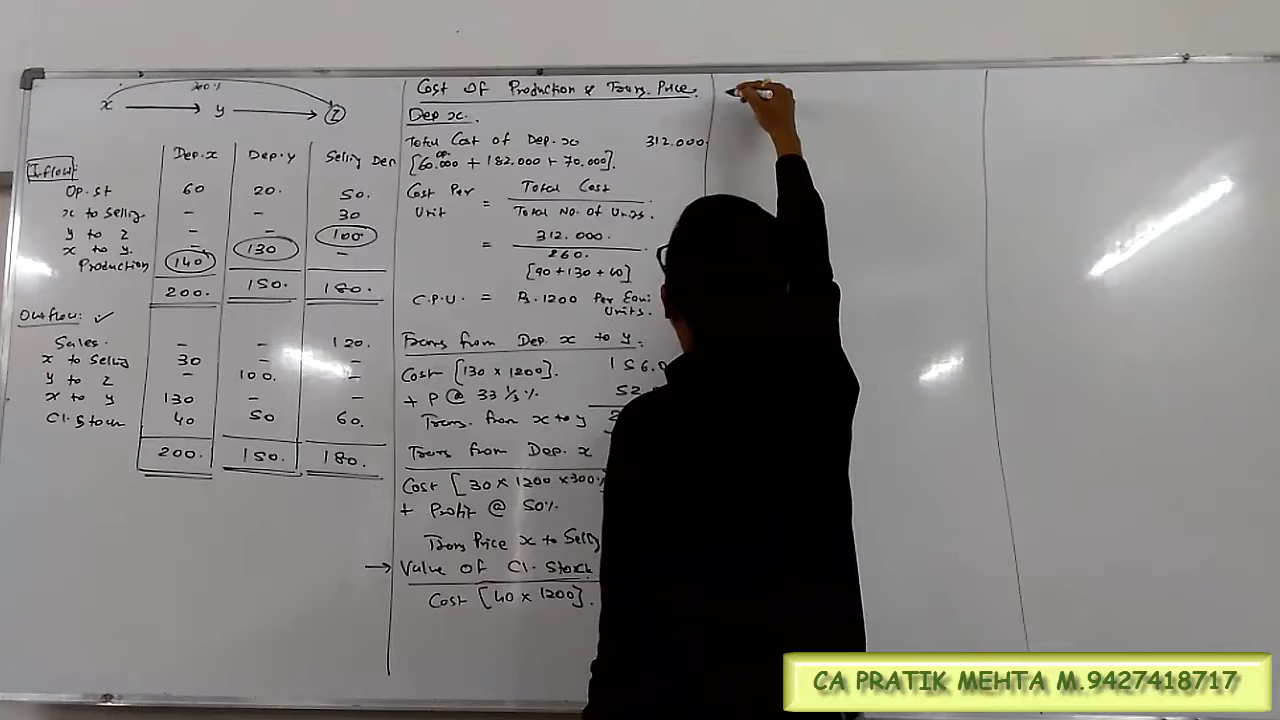 300%
x → y → Z
Dep.x Dep.y Selling Dep
Inflow:
Op.st 60 20. 50.
x to Selling - - 30
y to z - - 100
x to y. - 130 -
Production 140
200. 150. 180.
Outflow: ✓
Sales. - - 120.
x to Selling 30 - -
y to z - 100. -
x to y 130 - -
Cl.Stock 40 50 60.
200. 150. 180.
Cost Of Production & Trans. Price.
Dep x.
Total Cost of Dep.x 312.000.
[60.000 + 182.000 + 70.000].
Cost Per Unit = Total Cost
Total No. of Units.
= 312.000.
260.
[90+130+40]
C.P.U. = Rs.1200 Per Equi. Units.
Trans from Dep. x to y.
Cost [130 x 1200]. 156.0
+ P @ 33 1/3 % 52.
Trans. from x to y 2
Trans from Dep. x
Cost [30 x 1200 x 300%
+ Profit @ 50%.
Trans Price x to Selling
→ Value of Cl. Stock
Cost [40 x 1200].
CA PRATIK MEHTA M.9427418717